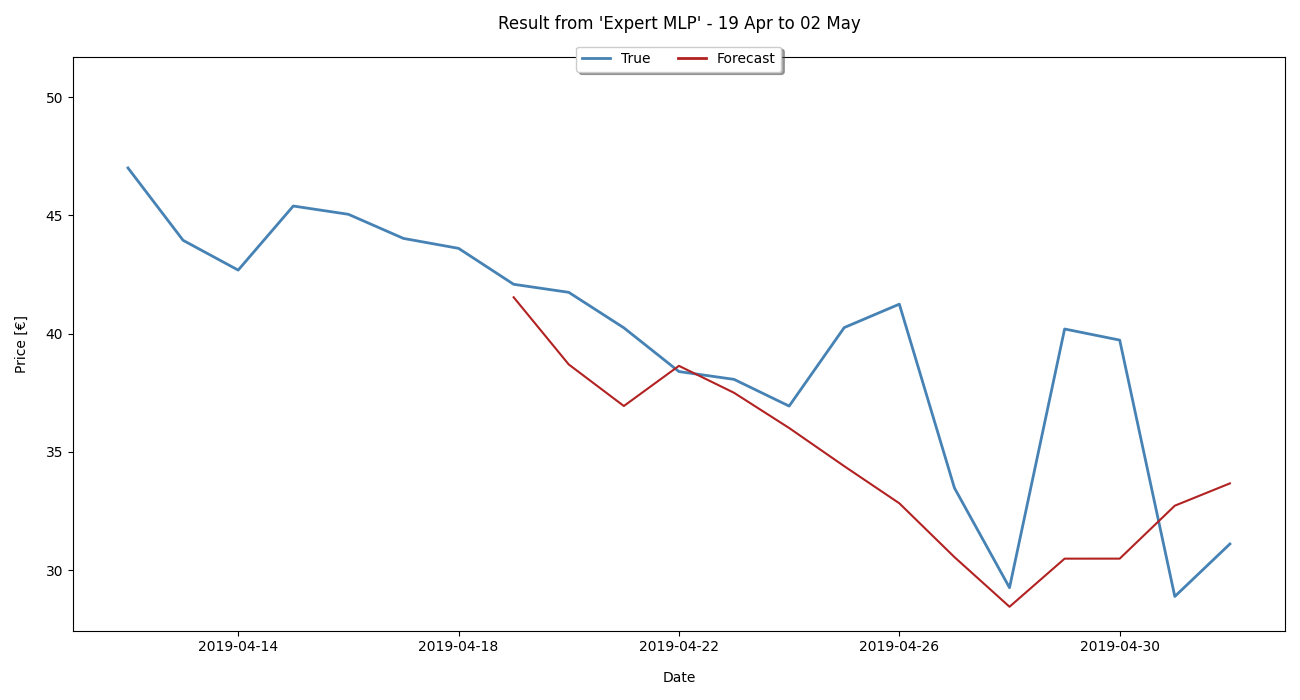 Result from 'Expert MLP' - 19 Apr to 02 May
True Forecast
50
45
40
35
30
Price [€]
2019-04-14 2019-04-18 2019-04-22 2019-04-26 2019-04-30
Date